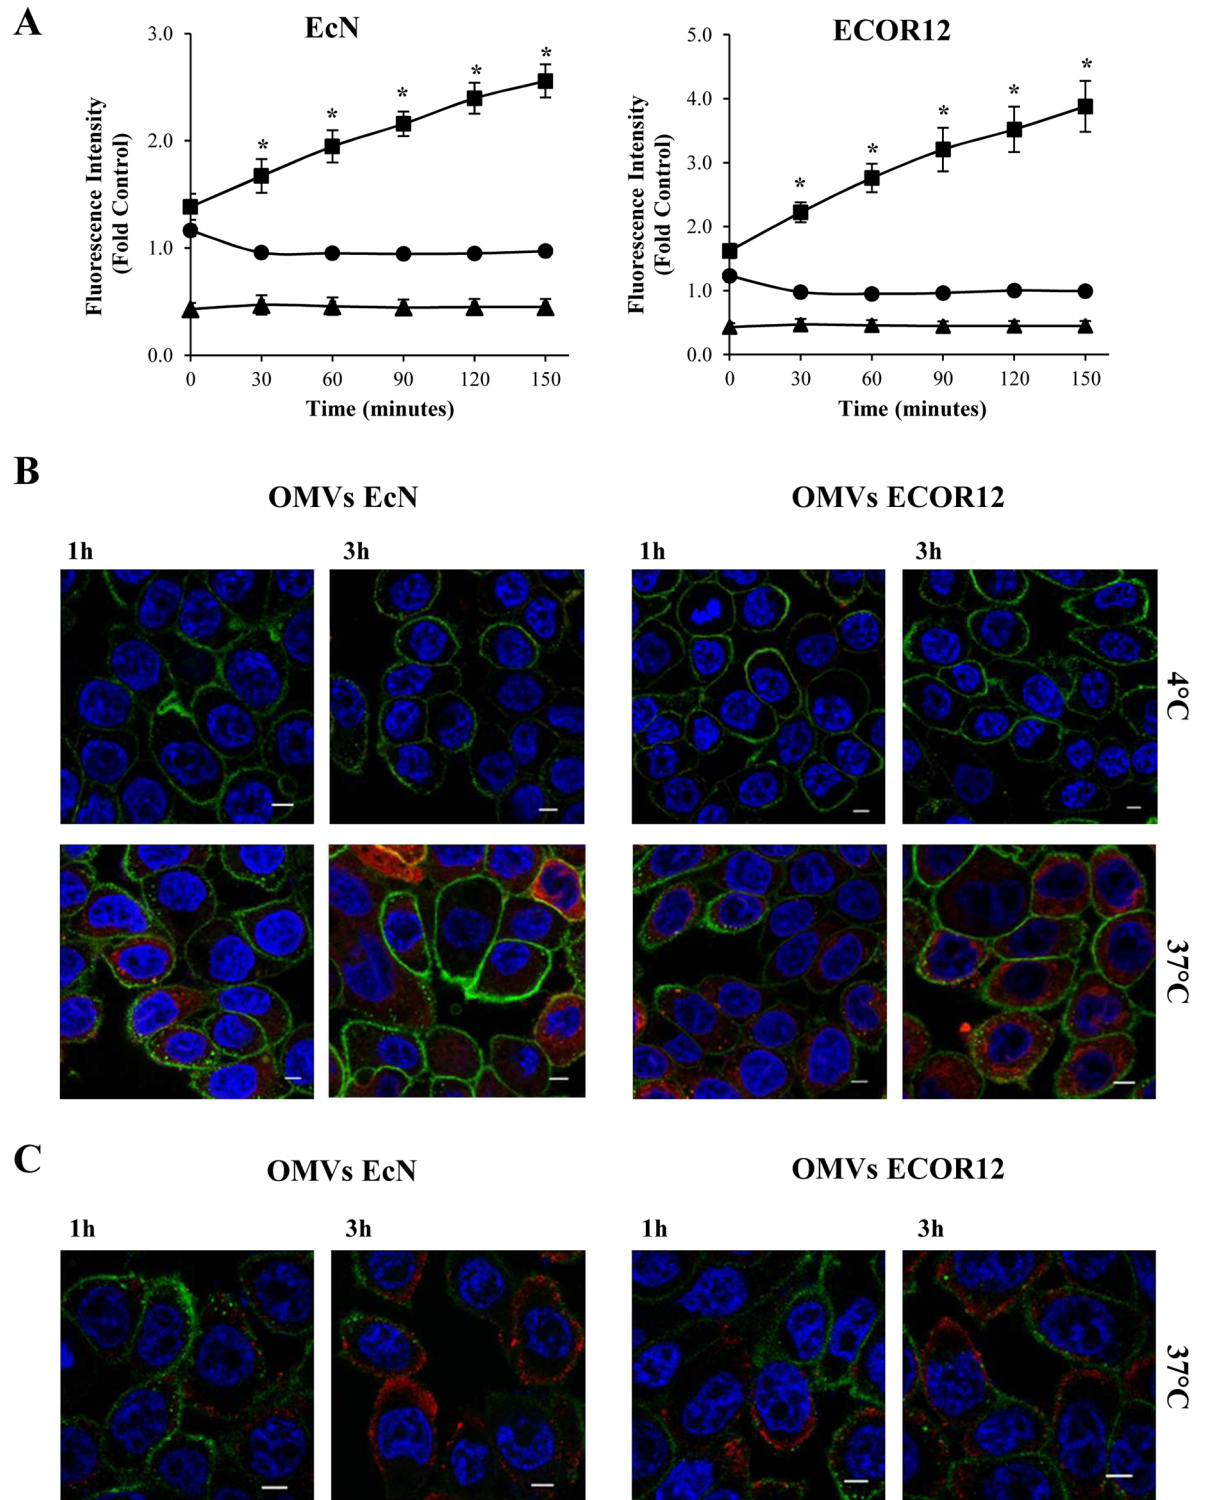 A
EcN
ECOR12
3.0
2.0
1.0
0.0
Fluorescence Intensity
(Fold Control)
*
*
*
*
*
0 30 60 90 120 150
Time (minutes)
5.0
4.0
3.0
2.0
1.0
0.0
Fluorescence Intensity
(Fold Control)
*
*
*
*
*
0 30 60 90 120 150
Time (minutes)
B
OMVs EcN
OMVs ECOR12
1h
3h
1h
3h
4°C
37°C
C
OMVs EcN
OMVs ECOR12
1h
3h
1h
3h
37°C